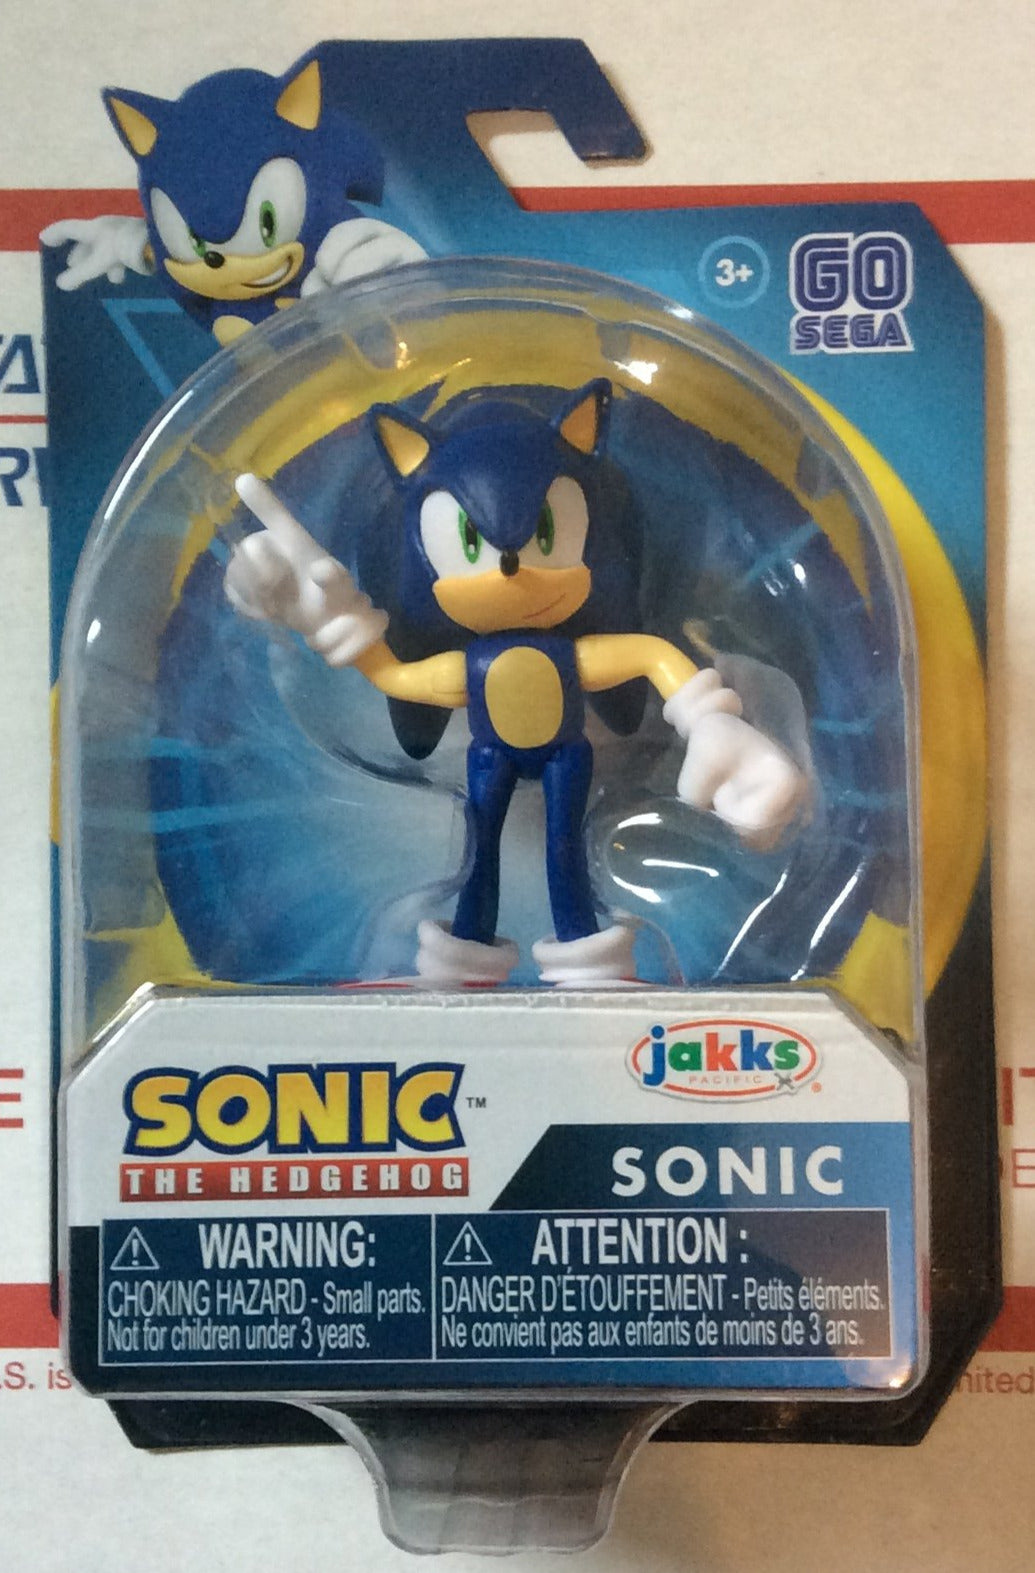 3+
GO
SEGA
jakks
PACIFIC
®
SONIC™
THE HEDGEHOG
SONIC
WARNING:
CHOKING HAZARD - Small parts.
Not for children under 3 years.
ATTENTION :
DANGER D'ÉTOUFFEMENT - Petits éléments.
Ne convient pas aux enfants de moins de 3 ans.
.S. is